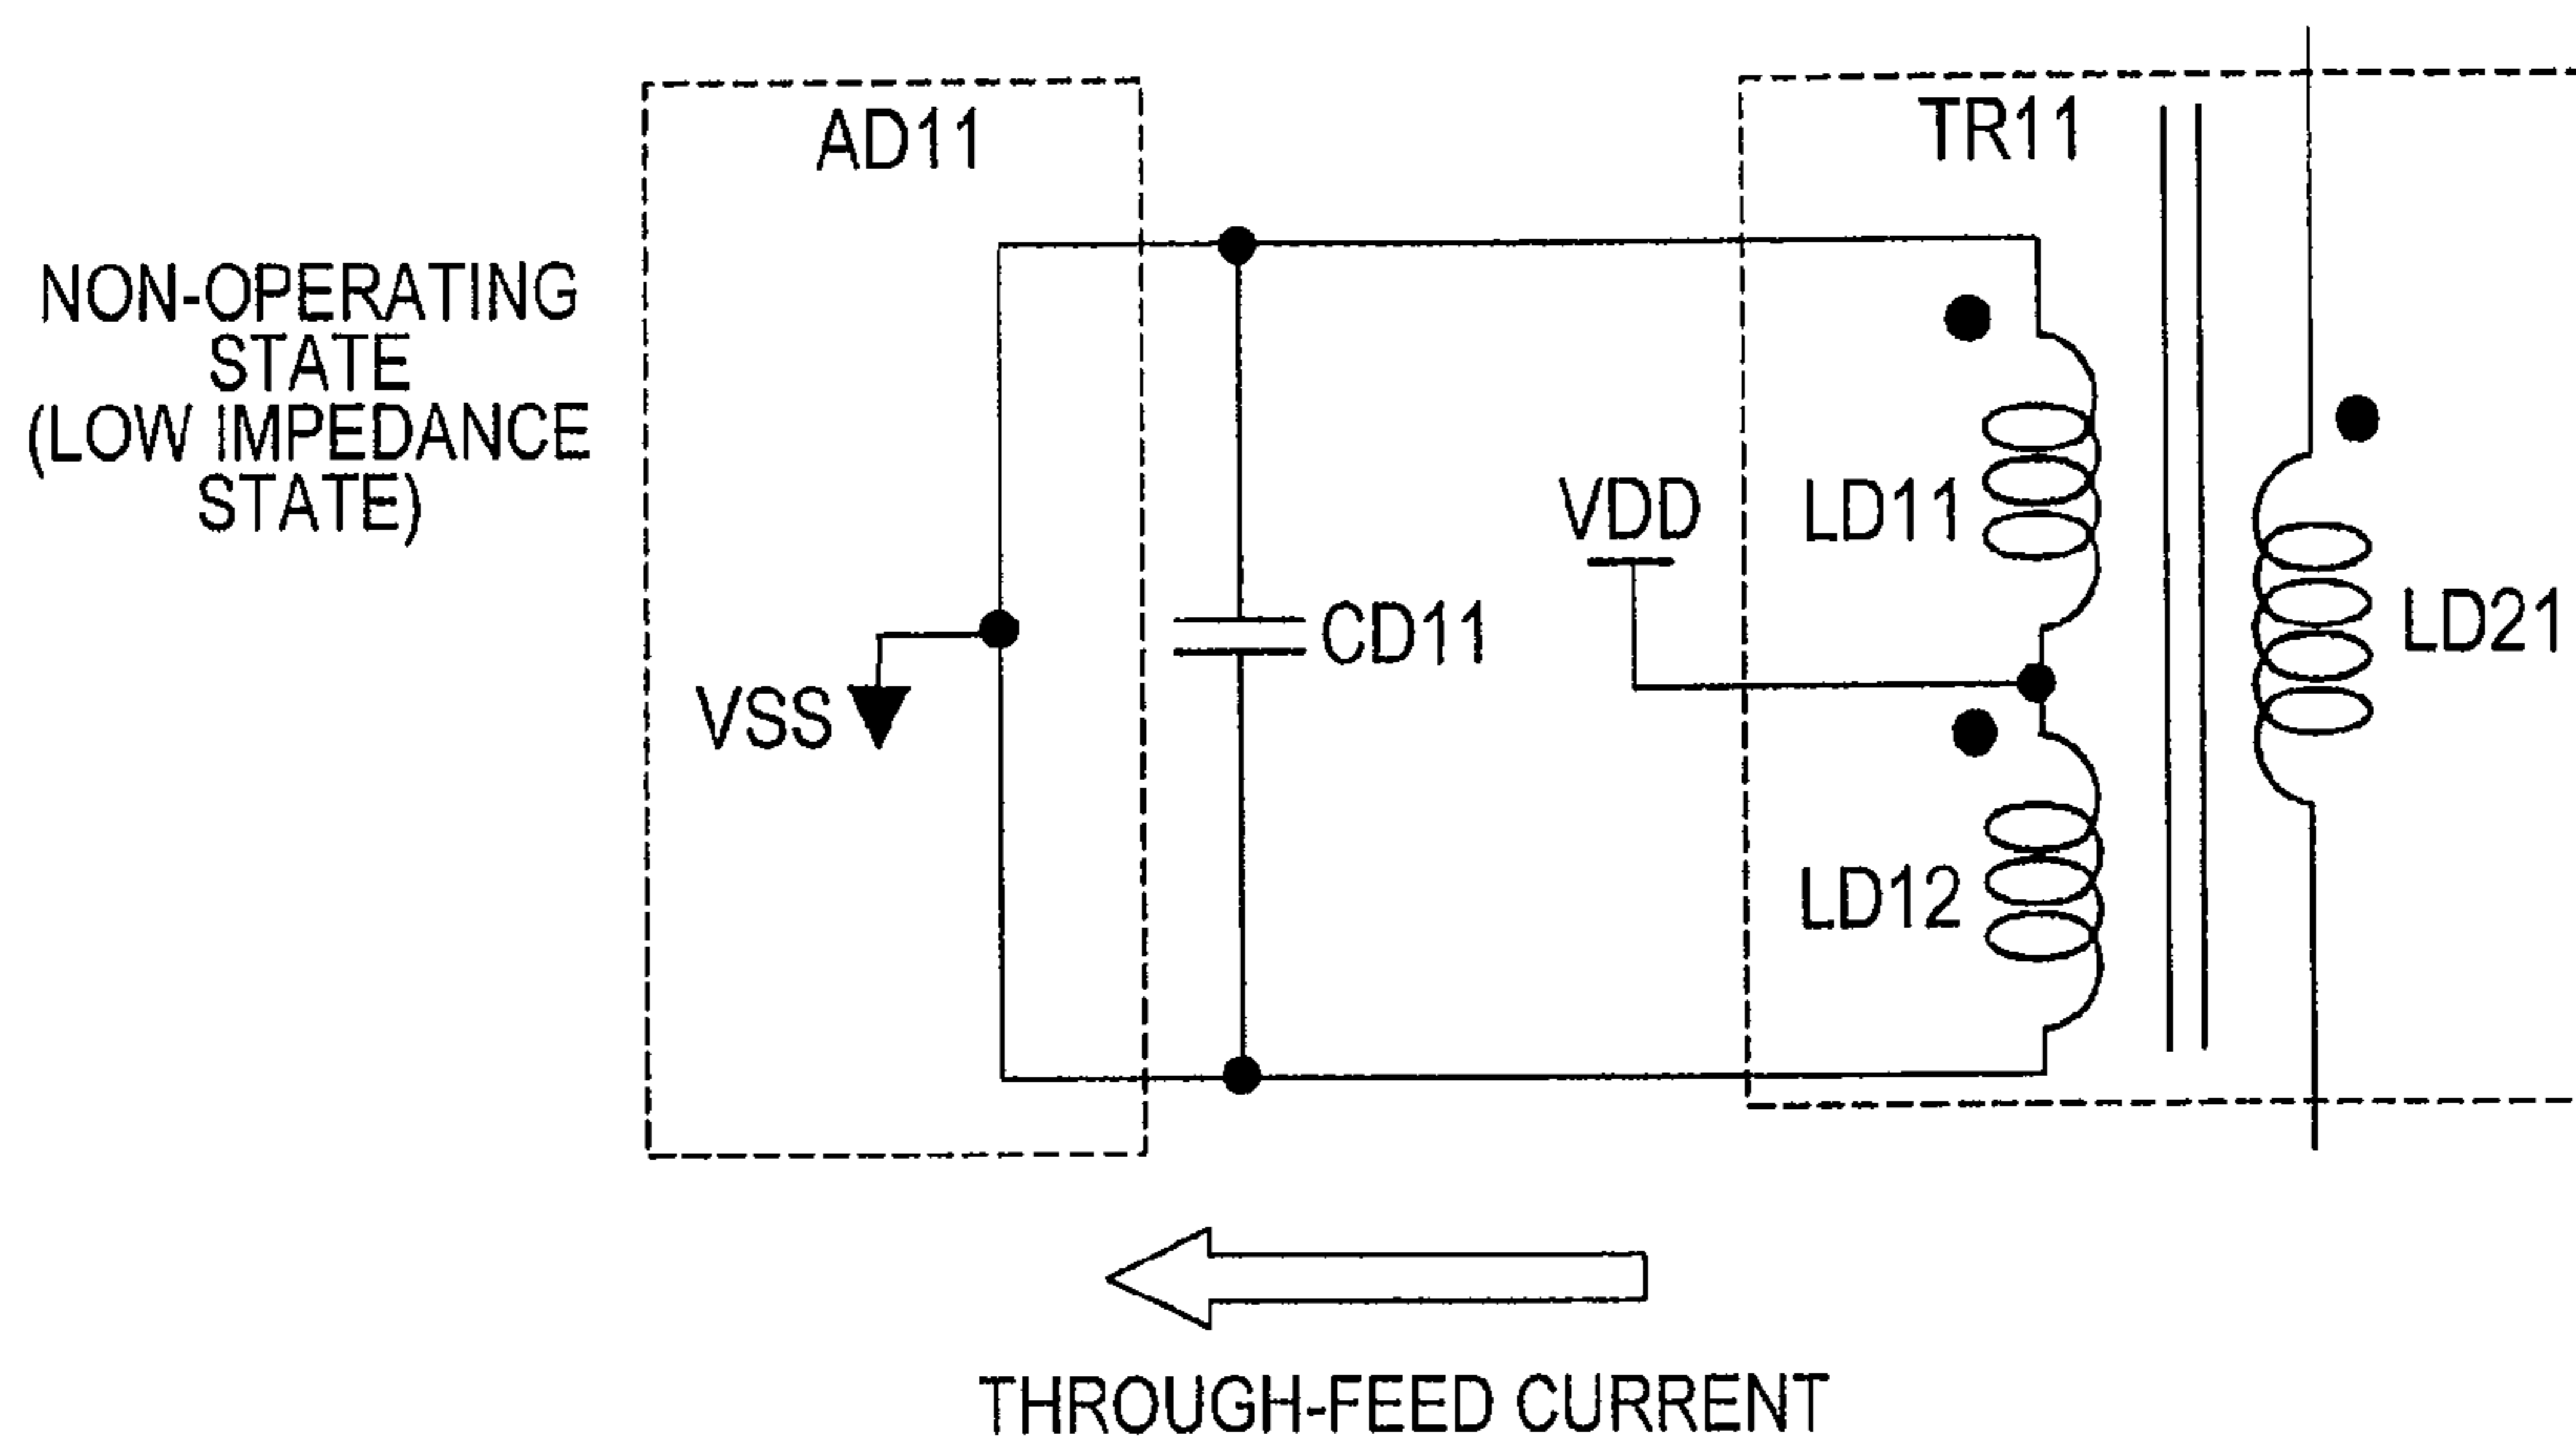 AD11
TR11
NON-OPERATING
STATE
(LOW IMPEDANCE
STATE)
VDD
LD11
CD11
LD21
VSS
LD12
THROUGH-FEED CURRENT